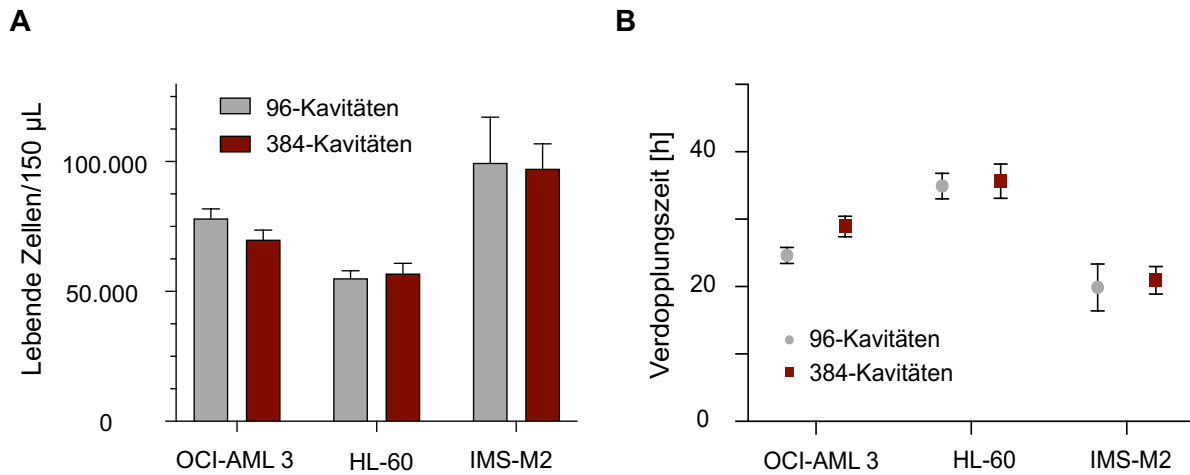 A
Lebende Zellen/150 µL
100.000
50.000
0
96-Kavitäten
384-Kavitäten
OCI-AML 3
HL-60
IMS-M2
B
Verdopplungszeit [h]
40
20
0
96-Kavitäten
384-Kavitäten
OCI-AML 3
HL-60
IMS-M2